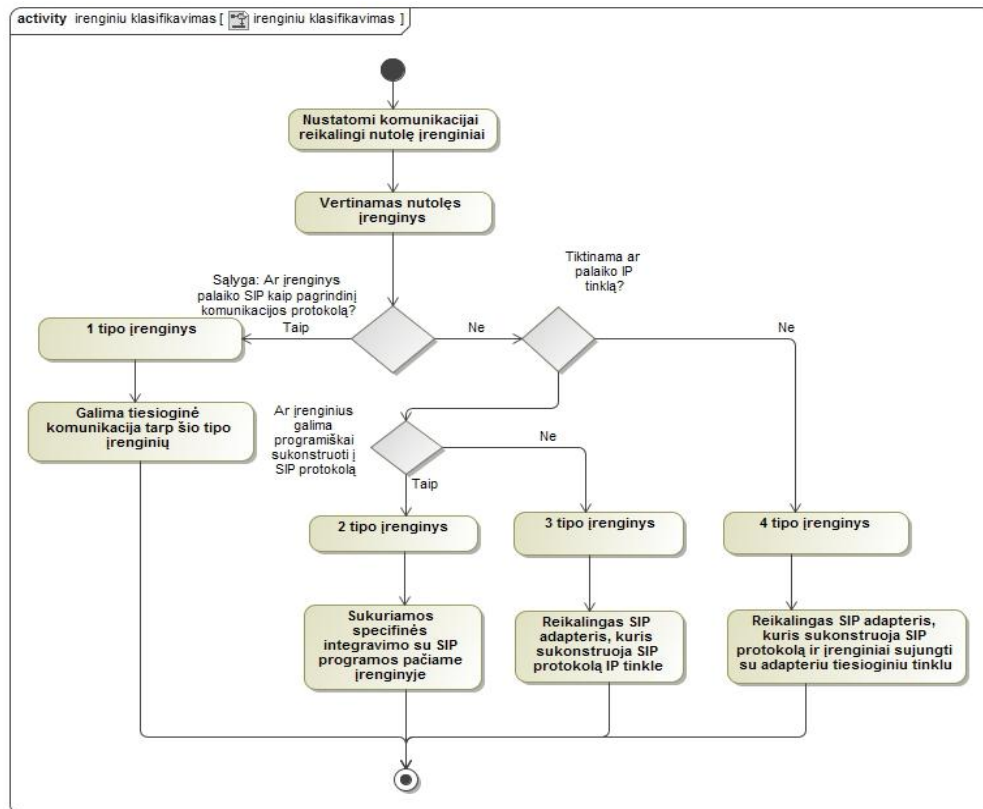 activity irenginiu klasifikavimas [ irenginiu klasifikavimas ]
Nustatomi komunikacijai
reikalingi nutolę įrenginiai
Vertinamas nutolęs
įrenginys
Sąlyga: Ar įrenginys
palaiko SIP kaip pagrindinį
komunikacijos protokolą?
Tiktinama ar
palaiko IP
tinklą?
Taip
Ne
Ne
1 tipo įrenginys
Galima tiesioginė
komunikacija tarp šio tipo
įrenginių
Ar įrenginius
galima
programiškai
sukonstruoti į
SIP protokolą
Ne
Taip
2 tipo įrenginys
3 tipo įrenginys
4 tipo įrenginys
Sukuriamos
specifinės
integravimo su SIP
programos pačiame
įrenginyje
Reikalingas SIP
adapteris, kuris
sukonstruoja SIP
protokolą IP tinkle
Reikalingas SIP adapteris,
kuris sukonstruoja SIP
protokolą ir įrenginiai sujungti
su adapteriu tiesioginiu tinklu